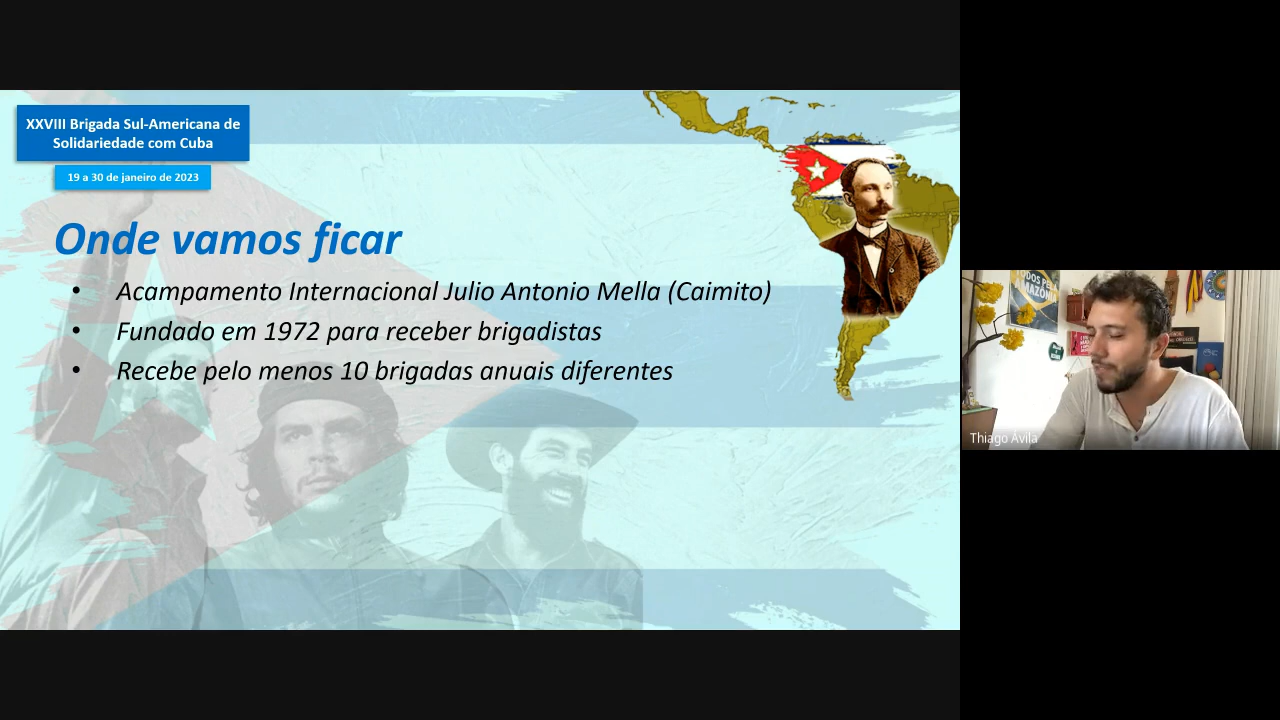 XXVIII Brigada Sul-Americana de
Solidariedade com Cuba
19 a 30 de janeiro de 2023
Onde vamos ficar
• Acampamento Internacional Julio Antonio Mella (Caimito)
• Fundado em 1972 para receber brigadistas
• Recebe pelo menos 10 brigadas anuais diferentes
AMAZÔNIA
Thiago Ávila